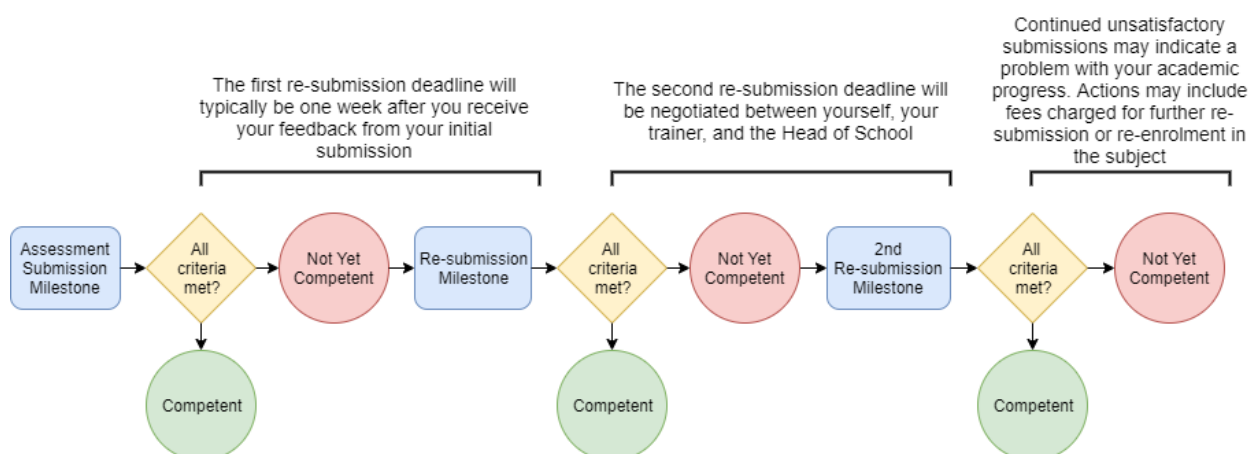 The first re-submission deadline will
typically be one week after you receive
your feedback from your initial
submission
The second re-submission deadline will
be negotiated between yourself, your
trainer, and the Head of School
Continued unsatisfactory
submissions may indicate a
problem with your academic
progress. Actions may include
fees charged for further re-
submission or re-enrolment in
the subject
Assessment
Submission
Milestone
All
criteria
met?
Not Yet
Competent
Re-submission
Milestone
All
criteria
met?
Not Yet
Competent
2nd
Re-submission
Milestone
All
criteria
met?
Not Yet
Competent
Competent
Competent
Competent